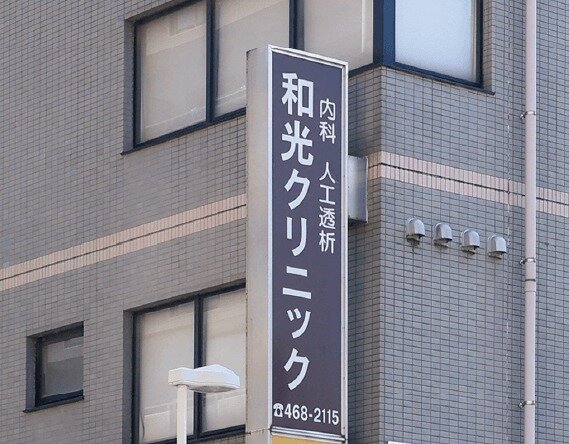 内科 人工透析
和光クリニック
☎468-2115